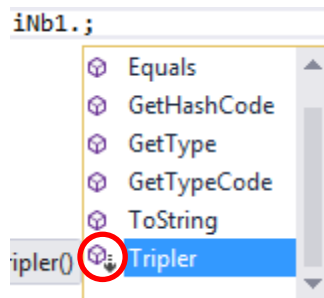 iNb1.;
Equals
GetHashCode
GetType
GetTypeCode
ToString
ripler() Tripler